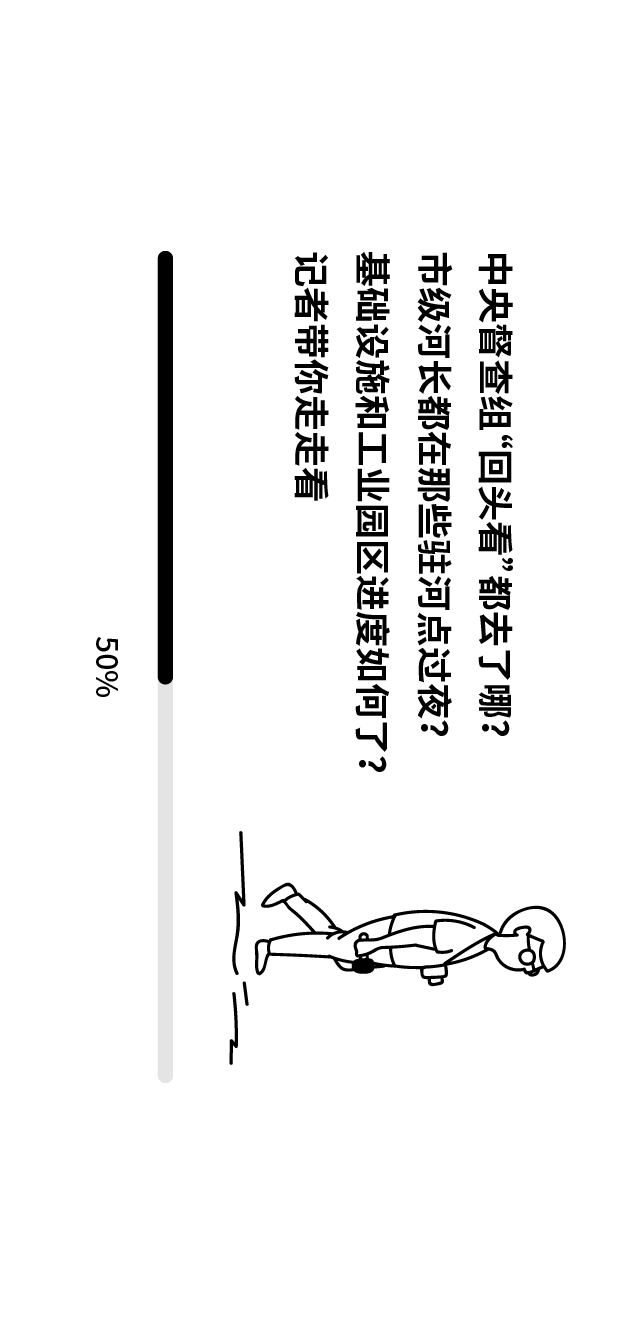 中央督查组“回头看”都去了哪?
市级河长都在那些驻河点过夜?
基础设施和工业园区进度如何了?
记者带你走走看
50%